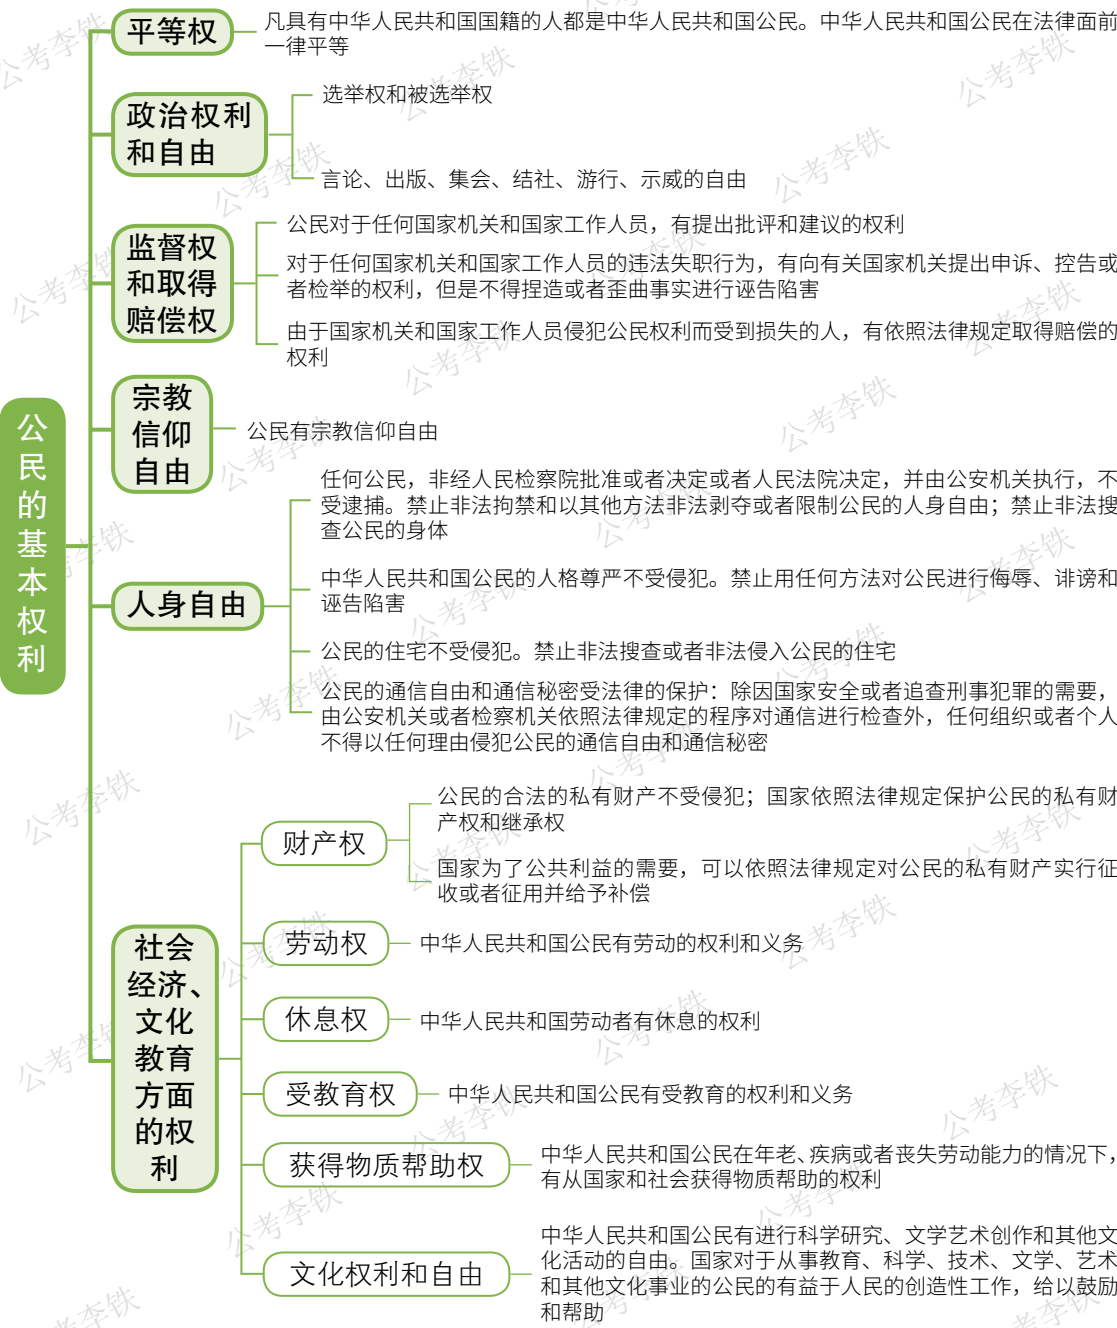 公民的基本权利
平等权
凡具有中华人民共和国国籍的人都是中华人民共和国公民。中华人民共和国公民在法律面前
一律平等
政治权利
和自由
选举权和被选举权
言论、出版、集会、结社、游行、示威的自由
监督权
和取得
赔偿权
公民对于任何国家机关和国家工作人员，有提出批评和建议的权利
对于任何国家机关和国家工作人员的违法失职行为，有向有关国家机关提出申诉、控告或
者检举的权利，但是不得捏造或者歪曲事实进行诬告陷害
由于国家机关和国家工作人员侵犯公民权利而受到损失的人，有依照法律规定取得赔偿的
权利
宗教
信仰
自由
公民有宗教信仰自由
人身自由
任何公民，非经人民检察院批准或者决定或者人民法院决定，并由公安机关执行，不
受逮捕。禁止非法拘禁和以其他方法非法剥夺或者限制公民的人身自由；禁止非法搜
查公民的身体
中华人民共和国公民的人格尊严不受侵犯。禁止用任何方法对公民进行侮辱、诽谤和
诬告陷害
公民的住宅不受侵犯。禁止非法搜查或者非法侵入公民的住宅
公民的通信自由和通信秘密受法律的保护：除因国家安全或者追查刑事犯罪的需要，
由公安机关或者检察机关依照法律规定的程序对通信进行检查外，任何组织或者个人
不得以任何理由侵犯公民的通信自由和通信秘密
社会
经济、
文化
教育
方面
的权
利
财产权
公民的合法的私有财产不受侵犯；国家依照法律规定保护公民的私有财
产权和继承权
国家为了公共利益的需要，可以依照法律规定对公民的私有财产实行征
收或者征用并给予补偿
劳动权
中华人民共和国公民有劳动的权利和义务
休息权
中华人民共和国劳动者有休息的权利
受教育权
中华人民共和国公民有受教育的权利和义务
获得物质帮助权
中华人民共和国公民在年老、疾病或者丧失劳动能力的情况下，
有从国家和社会获得物质帮助的权利
文化权利和自由
中华人民共和国公民有进行科学研究、文学艺术创作和其他文
化活动的自由。国家对于从事教育、科学、技术、文学、艺术
和其他文化事业的公民的有益于人民的创造性工作，给以鼓励
和帮助
公考李铁